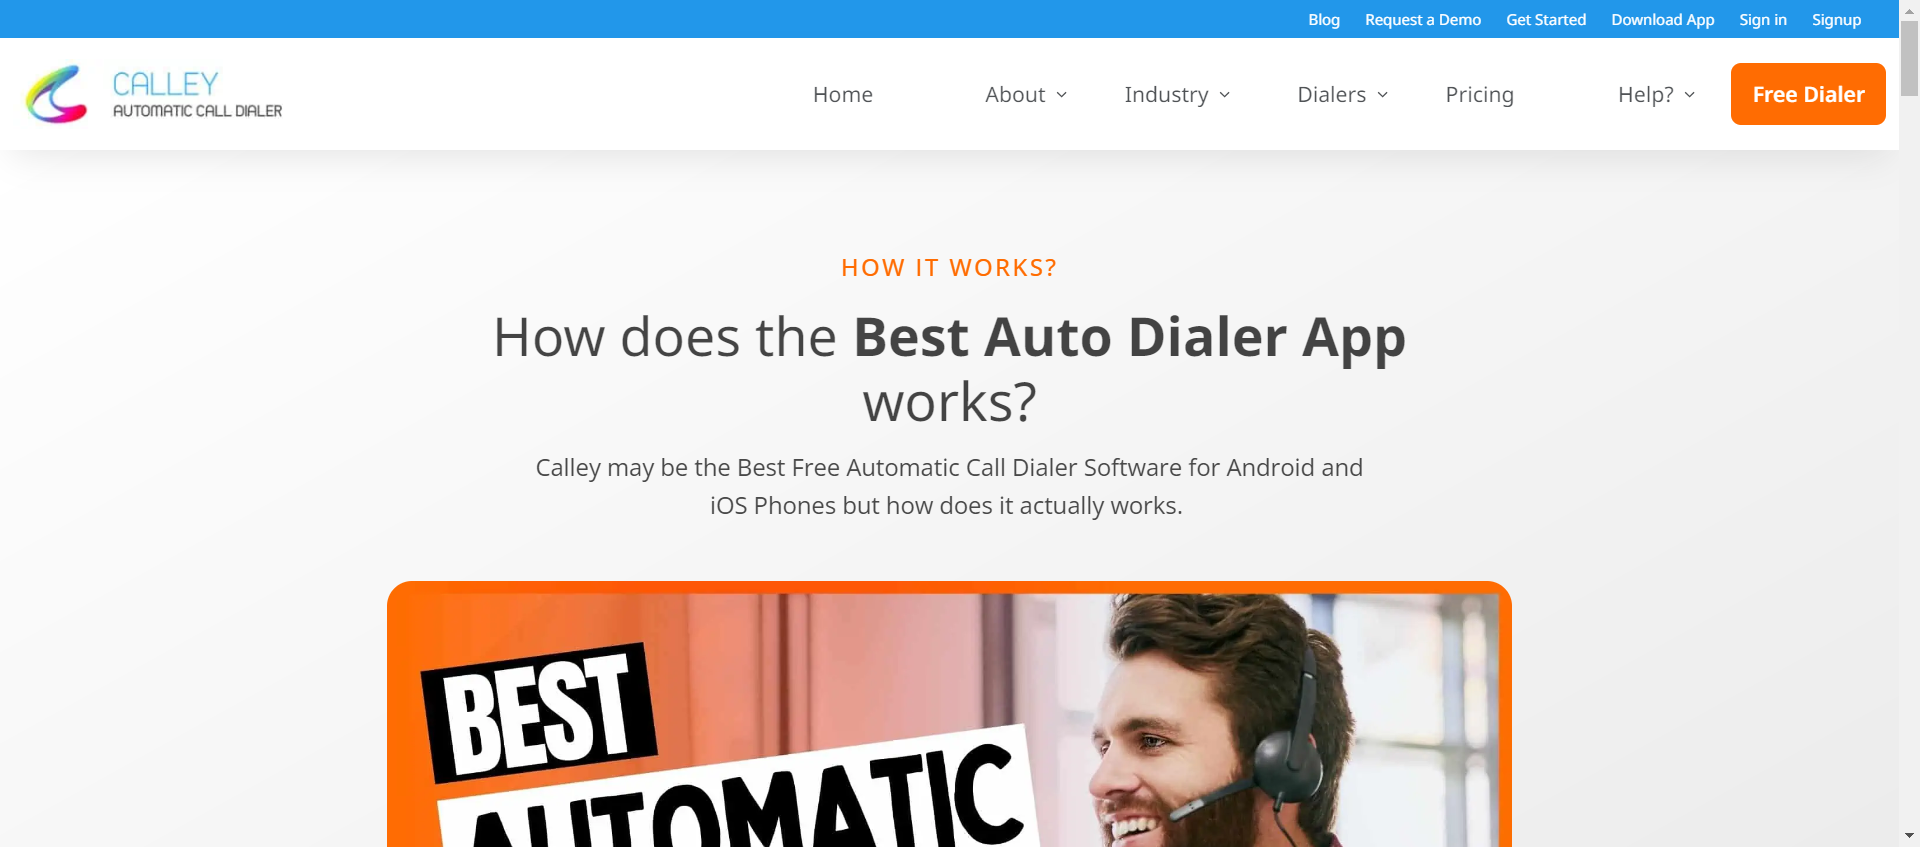 Blog Request a Demo Get Started Download App Sign in Signup
CALLEY
AUTOMATIC CALL DIALER
Home About Industry Dialers Pricing Help? Free Dialer
HOW IT WORKS?
How does the Best Auto Dialer App
works?
Calley may be the Best Free Automatic Call Dialer Software for Android and
iOS Phones but how does it actually works.
BEST
AUTOMATIC